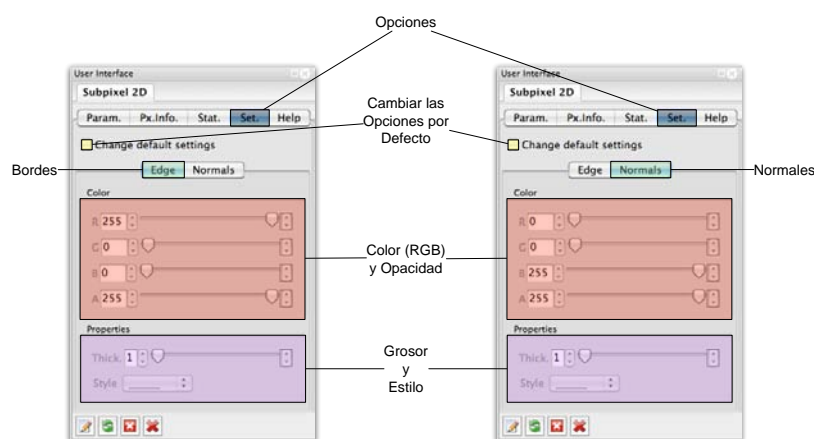 Opciones
User Interface
Subpixel 2D
Param. Px.Info. Stat. Set. Help
Change default settings
Edge Normals
Color
R 255
G 0
B 0
A 255
Properties
Thick. 1
Style
Cambiar las
Opciones por
Defecto
Bordes
Color (RGB)
y Opacidad
Grosor
y
Estilo
User Interface
Subpixel 2D
Param. Px.Info. Stat. Set. Help
Change default settings
Edge Normals
Normales
Color
R 0
G 0
B 255
A 255
Properties
Thick. 1
Style